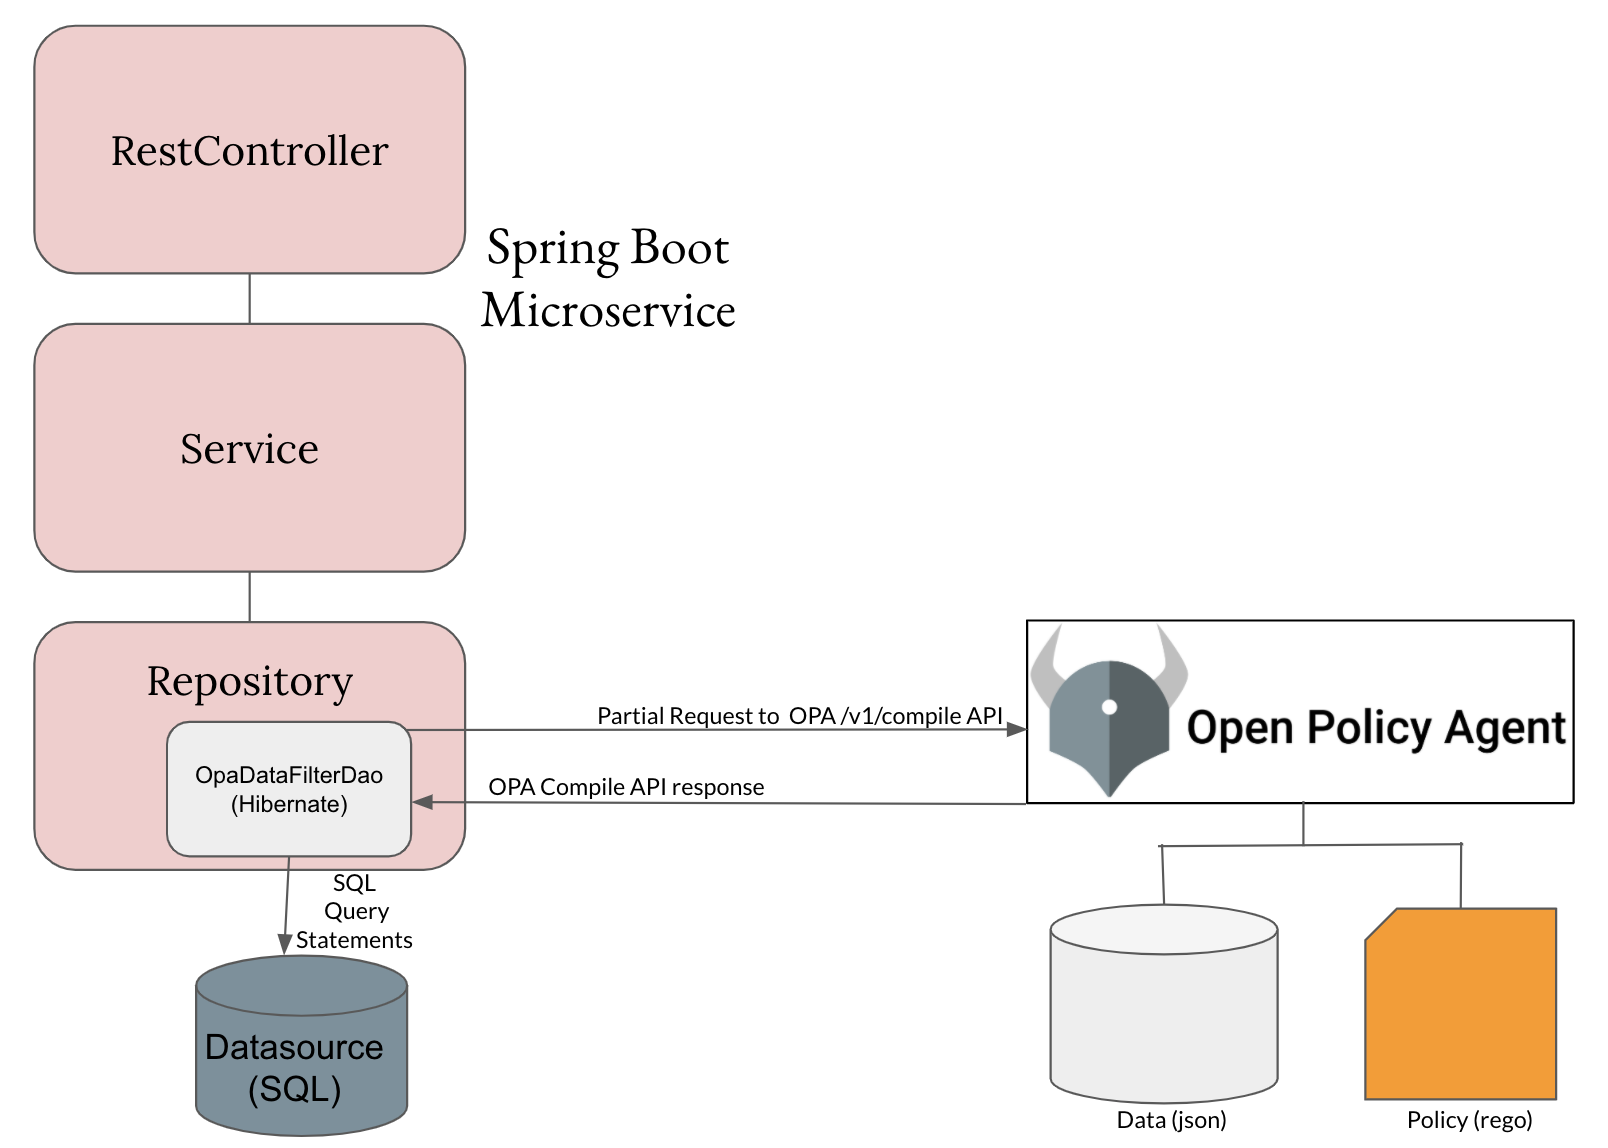 RestController
Spring Boot
Microservice
Service
Repository
Partial Request to OPA /v1/compile API
Open Policy Agent
OpaDataFilterDao
(Hibernate)
OPA Compile API response
SQL
Query
Statements
Datasource
(SQL)
Data (json)
Policy (rego)